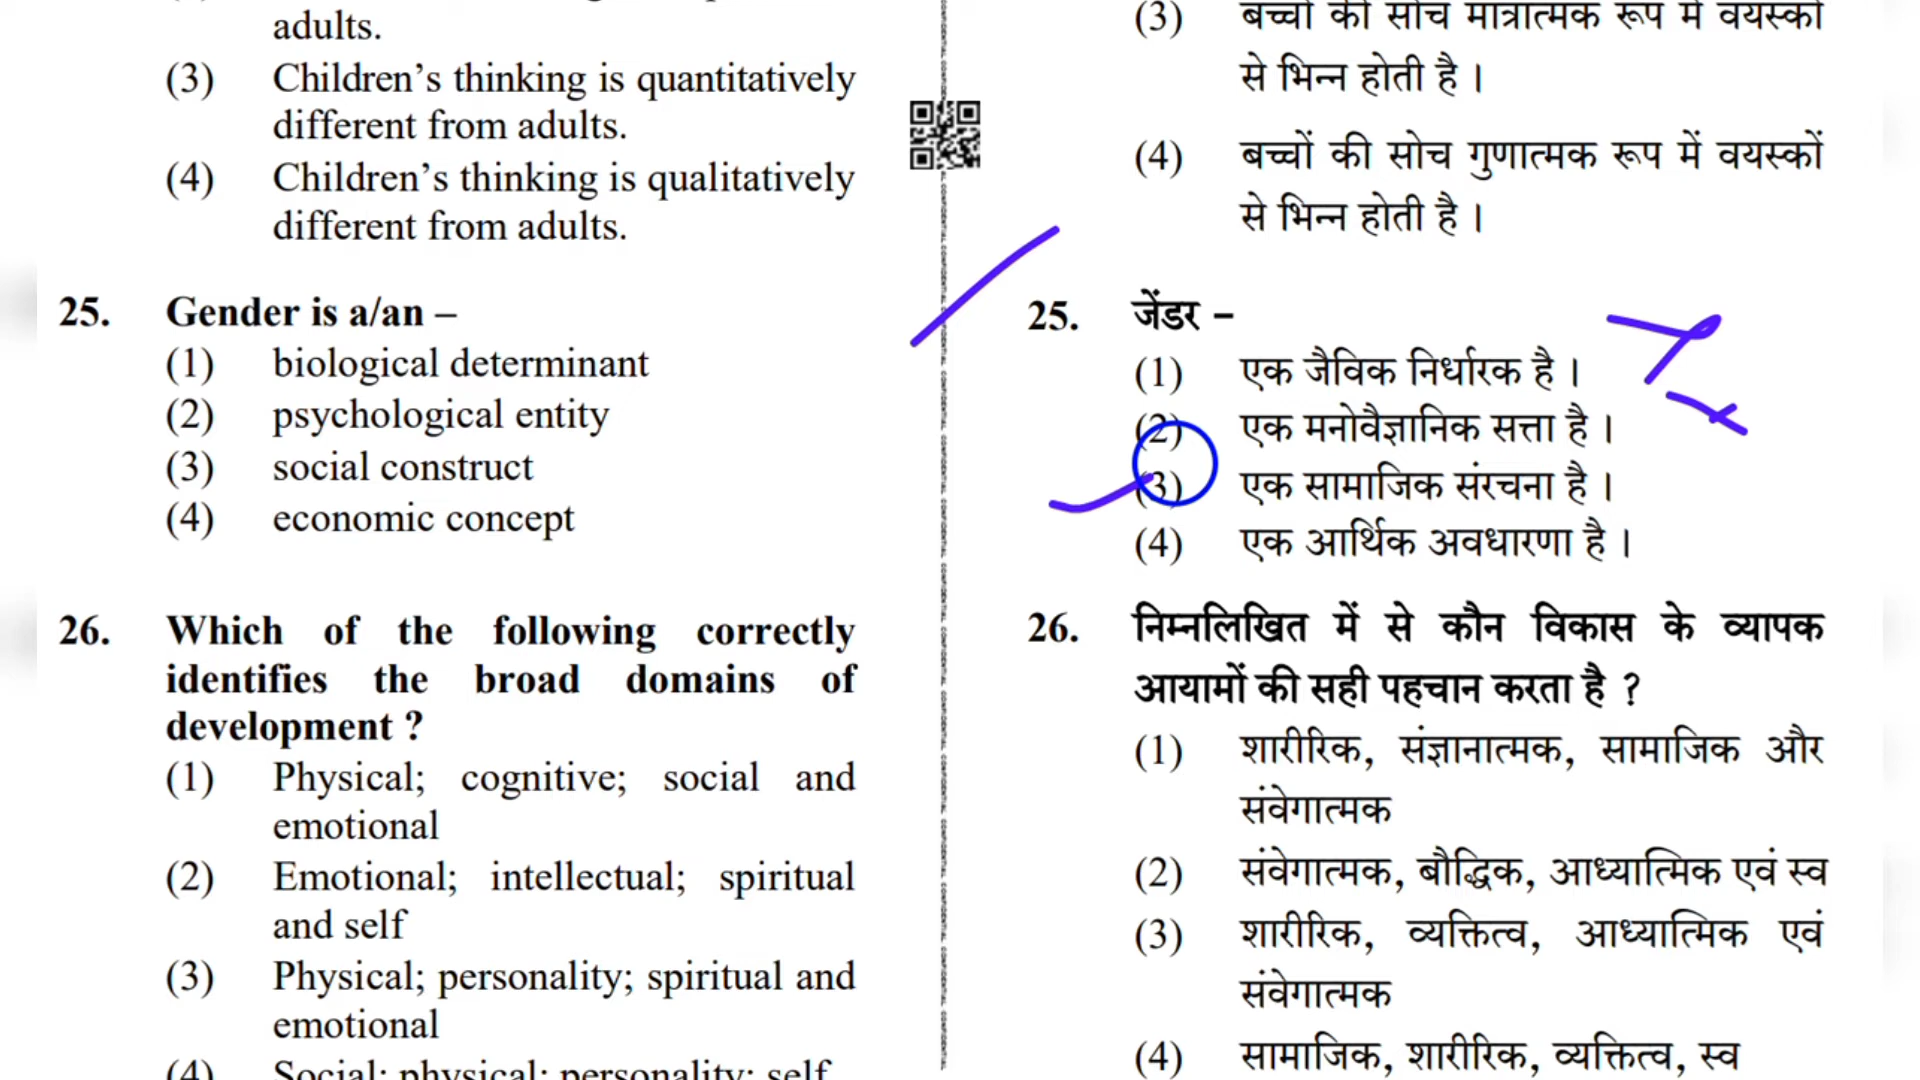 adults.
(3) Children’s thinking is quantitatively
different from adults.
(4) Children’s thinking is qualitatively
different from adults.
25. Gender is a/an –
(1) biological determinant
(2) psychological entity
(3) social construct
(4) economic concept
26. Which of the following correctly
identifies the broad domains of
development ?
(1) Physical; cognitive; social and
emotional
(2) Emotional; intellectual; spiritual
and self
(3) Physical; personality; spiritual and
emotional
(4) Social; physical; personality; self
(3) बच्चों की सोच मात्रात्मक रूप में वयस्कों
से भिन्न होती है ।
(4) बच्चों की सोच गुणात्मक रूप में वयस्कों
से भिन्न होती है ।
25. जेंडर –
(1) एक जैविक निर्धारक है ।
(2) एक मनोवैज्ञानिक सत्ता है ।
(3) एक सामाजिक संरचना है ।
(4) एक आर्थिक अवधारणा है ।
26. निम्नलिखित में से कौन विकास के व्यापक
आयामों की सही पहचान करता है ?
(1) शारीरिक, संज्ञानात्मक, सामाजिक और
संवेगात्मक
(2) संवेगात्मक, बौद्धिक, आध्यात्मिक एवं स्व
(3) शारीरिक, व्यक्तित्व, आध्यात्मिक एवं
संवेगात्मक
(4) सामाजिक, शारीरिक, व्यक्तित्व, स्व